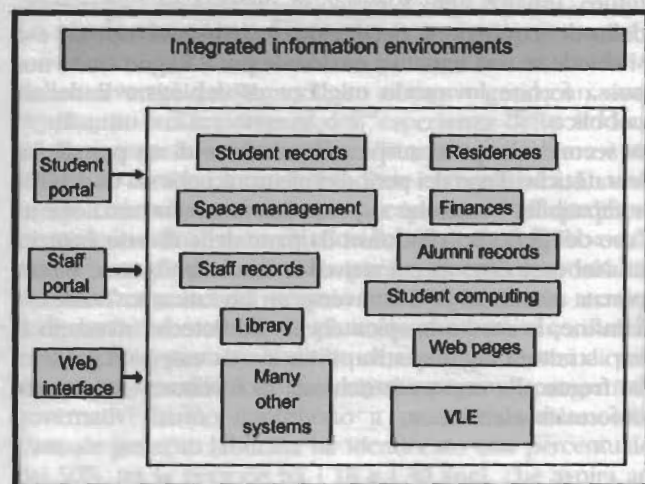 Integrated information environments
Student
portal
Staff
portal
Web
interface
Student records
Residences
Space management
Finances
Staff records
Alumni records
Student computing
Library
Web pages
Many
other
systems
VLE